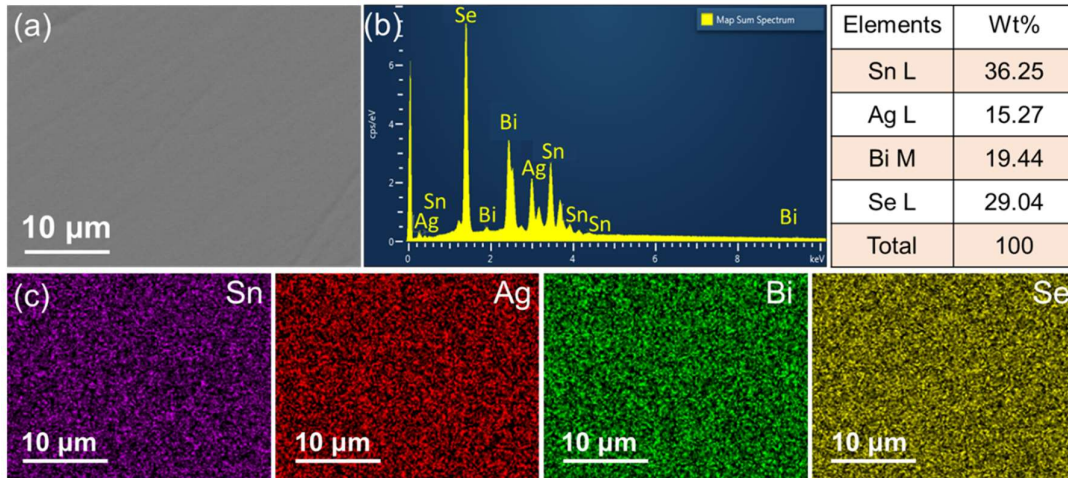 (a)
10 μm
(b)
Map Sum Spectrum
cps/eV
6
4
2
0
Se
Bi
Ag
Sn
Sn
Ag
Bi
Sn
Sn
Bi
0 2 4 6 8 keV
Elements Wt%
Sn L 36.25
Ag L 15.27
Bi M 19.44
Se L 29.04
Total 100
(c)
Sn
10 μm
Ag
10 μm
Bi
10 μm
Se
10 μm